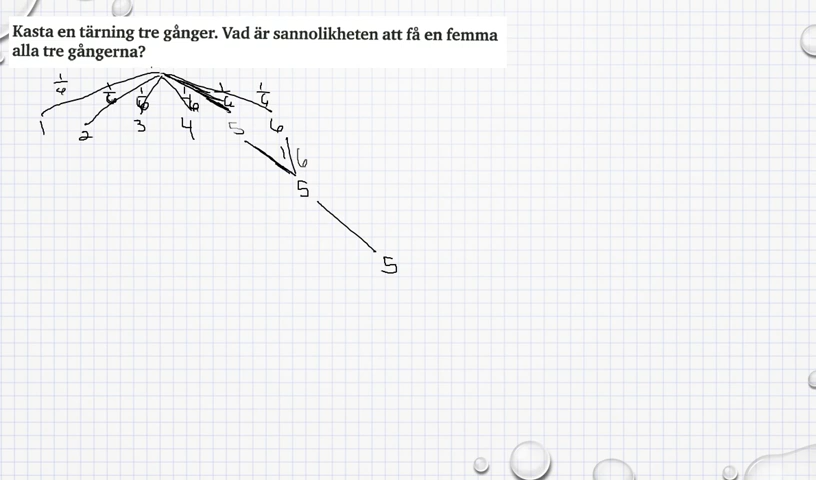 Kasta en tärning tre gånger. Vad är sannolikheten att få en femma
alla tre gångerna?
1/6 1/6 1/6 1/6 1/6 1/6
1 2 3 4 5 6
1/6
5
5